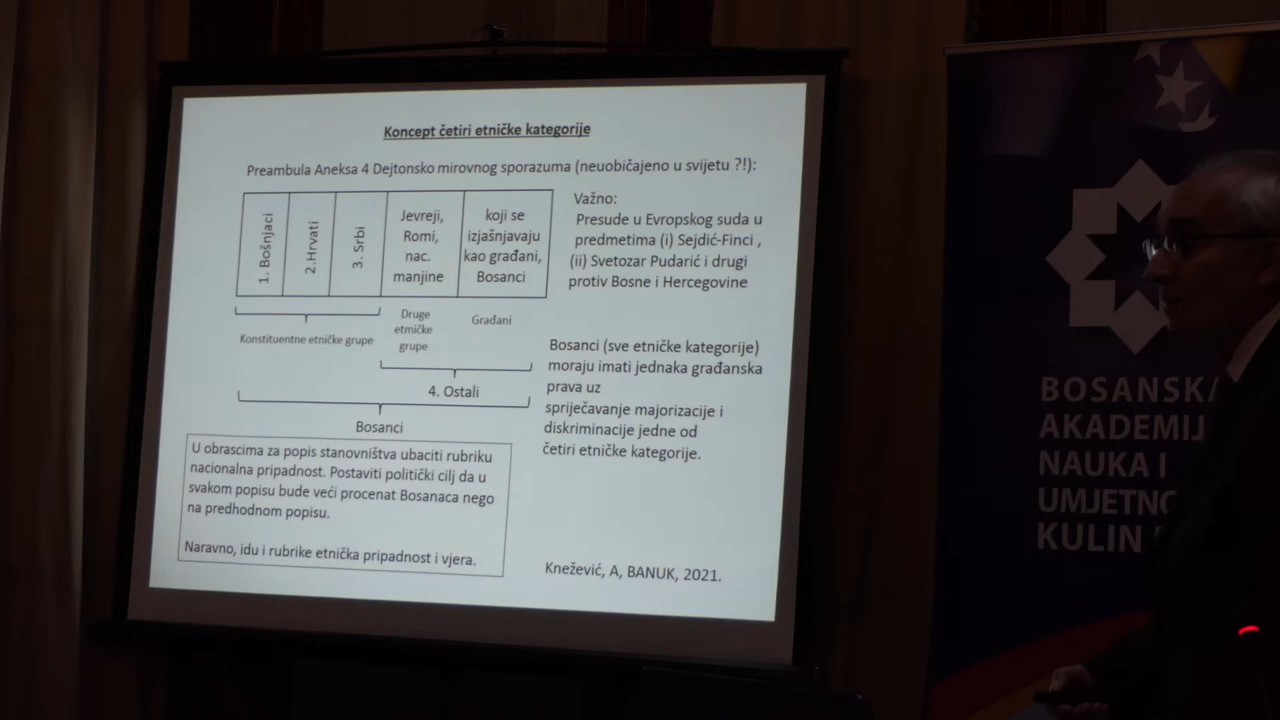 Koncept četiri etničke kategorije
Preambula Aneksa 4 Dejtonsko mirovnog sporazuma (neuobičajeno u svijetu ?!):
1. Bošnjaci
2.Hrvati
3. Srbi
Jevreji,
Romi,
nac.
manjine
koji se
izjašnjavaju
kao građani,
Bosanci
Konstituentne etničke grupe
Druge
etmičke
grupe
Građani
4. Ostali
Bosanci
Važno:
Presude u Evropskog suda u
predmetima (i) Sejdić-Finci ,
(ii) Svetozar Pudarić i drugi
protiv Bosne i Hercegovine
Bosanci (sve etničke kategorije)
moraju imati jednaka građanska
prava uz
spriječavanje majorizacije i
diskriminacije jedne od
četiri etničke kategorije.
U obrascima za popis stanovništva ubaciti rubriku
nacionalna pripadnost. Postaviti politički cilj da u
svakom popisu bude veći procenat Bosanaca nego
na predhodnom popisu.
Naravno, idu i rubrike etnička pripadnost i vjera.
Knežević, A, BANUK, 2021.
BOSANSKA
AKADEMIJ
NAUKA I
UMJETNO
KULIN